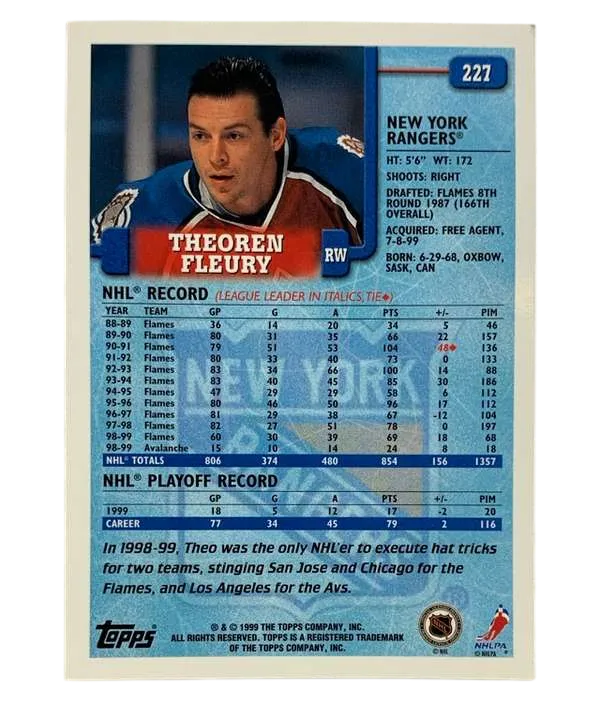 227
NEW YORK
RANGERS®
HT: 5'6" WT: 172
SHOOTS: RIGHT
DRAFTED: FLAMES 8TH
ROUND 1987 (166TH
OVERALL)
ACQUIRED: FREE AGENT,
7-8-99
BORN: 6-29-68, OXBOW,
SASK, CAN
THEOREN
FLEURY
RW
NHL® RECORD (LEAGUE LEADER IN ITALICS, TIE◆)
YEAR TEAM GP G A PTS +/- PIM
88-89 Flames 36 14 20 34 5 46
89-90 Flames 80 31 35 66 22 157
90-91 Flames 79 51 53 104 48◆ 136
91-92 Flames 80 33 40 73 0 133
92-93 Flames 83 34 66 100 14 88
93-94 Flames 83 40 45 85 30 186
94-95 Flames 47 29 29 58 6 112
95-96 Flames 80 46 50 96 17 112
96-97 Flames 81 29 38 67 -12 104
97-98 Flames 82 27 51 78 0 197
98-99 Flames 60 30 39 69 18 68
98-99 Avalanche 15 10 14 24 8 18
NHL® TOTALS 806 374 480 854 156 1357
NHL® PLAYOFF RECORD
GP G A PTS +/- PIM
1999 18 5 12 17 -2 20
CAREER 77 34 45 79 2 116
In 1998-99, Theo was the only NHL'er to execute hat tricks
for two teams, stinging San Jose and Chicago for the
Flames, and Los Angeles for the Avs.
TOPPS
® & © 1999 THE TOPPS COMPANY, INC.
ALL RIGHTS RESERVED. TOPPS IS A REGISTERED TRADEMARK
OF THE TOPPS COMPANY, INC.
© NHL
NHLPA
© NHLPA
NEW YORK
RANGERS